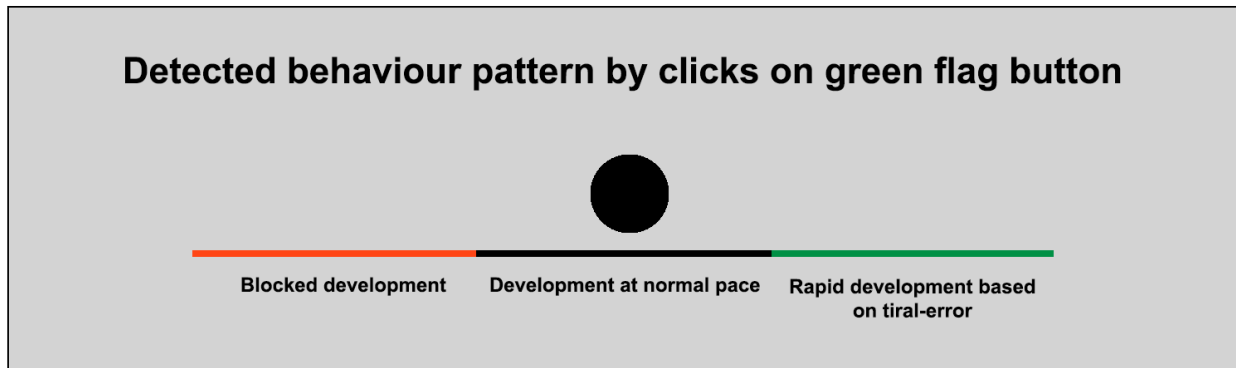 Detected behaviour pattern by clicks on green flag button
Blocked development
Development at normal pace
Rapid development based
on tiral-error